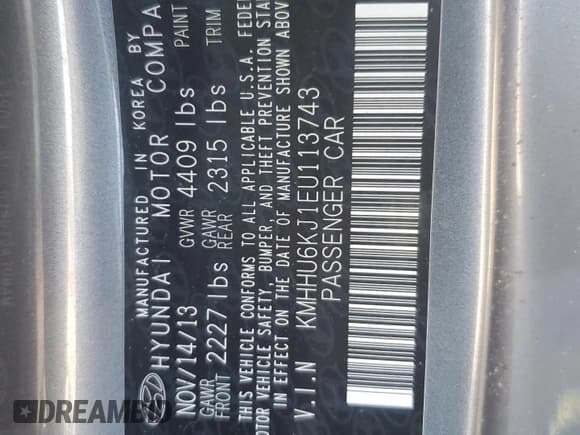 MANUFACTURED IN KOREA BY
HYUNDAI MOTOR COMPA
NOV/14/13 GVWR 4409 lbs PAINT
GAWR FRONT 2227 lbs GAWR REAR 2315 lbs TRIM
THIS VEHICLE CONFORMS TO ALL APPLICABLE U.S.A. FEDE
OTOR VEHICLE SAFETY, BUMPER, AND THEFT PREVENTION STA
IN EFFECT ON THE DATE OF MANUFACTURE SHOWN ABOV
V.I.N KMHHU6KJ1EU113743
PASSENGER CAR
DREAMBID